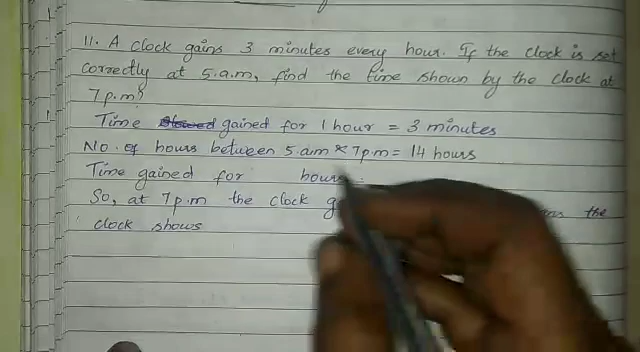 11. A clock gains 3 minutes every hour. If the clock is set
correctly at 5.a.m, find the time shown by the clock at
7p.m?
Time gained for 1 hour = 3 minutes
No. of hours between 5.am & 7p.m = 14 hours
Time gained for hours
So, at 7p.m the clock the
clock shows